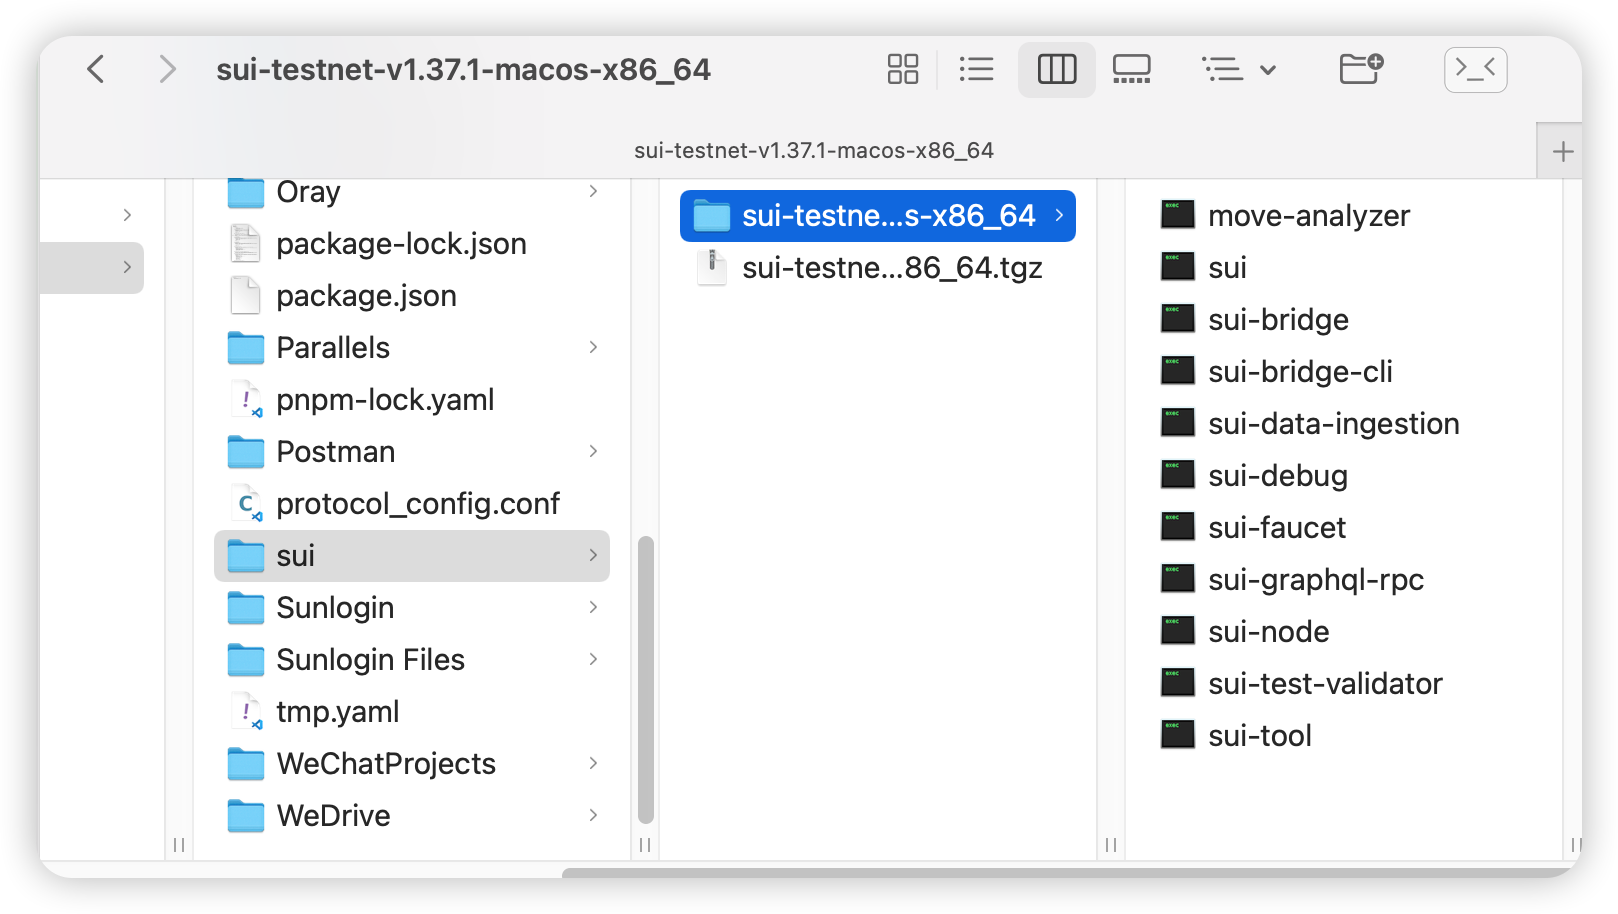 sui-testnet-v1.37.1-macos-x86_64
sui-testnet-v1.37.1-macos-x86_64
Oray
package-lock.json
package.json
Parallels
pnpm-lock.yaml
Postman
protocol_config.conf
sui
Sunlogin
Sunlogin Files
tmp.yaml
WeChatProjects
WeDrive
sui-testne...s-x86_64
sui-testne...86_64.tgz
move-analyzer
sui
sui-bridge
sui-bridge-cli
sui-data-ingestion
sui-debug
sui-faucet
sui-graphql-rpc
sui-node
sui-test-validator
sui-tool